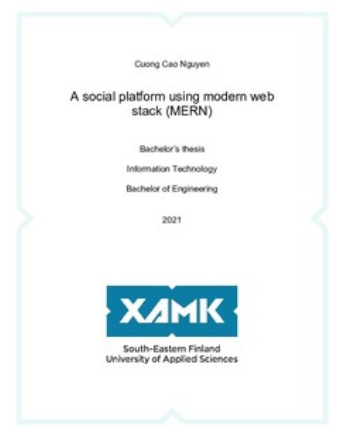 Cuong Cao Nguyen
A social platform using modern web
stack (MERN)
Bachelor's thesis
Information Technology
Bachelor of Engineering
2021
XAMK
South-Eastern Finland
University of Applied Sciences